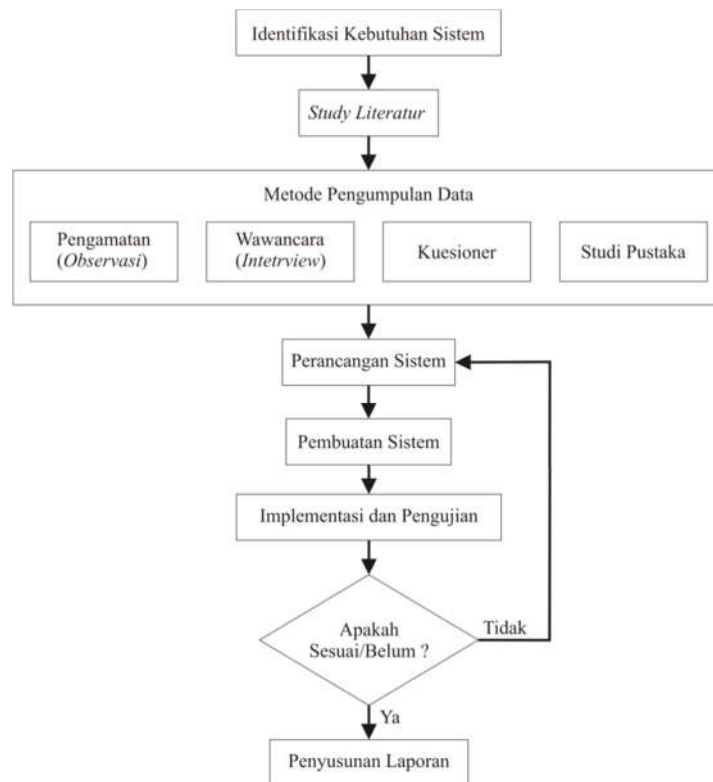 Identifikasi Kebutuhan Sistem
Study Literatur
Metode Pengumpulan Data
Pengamatan
(Observasi)
Wawancara
(Intetrview)
Kuesioner
Studi Pustaka
Perancangan Sistem
Pembuatan Sistem
Implementasi dan Pengujian
Apakah
Sesuai/Belum ?
Tidak
Ya
Penyusunan Laporan